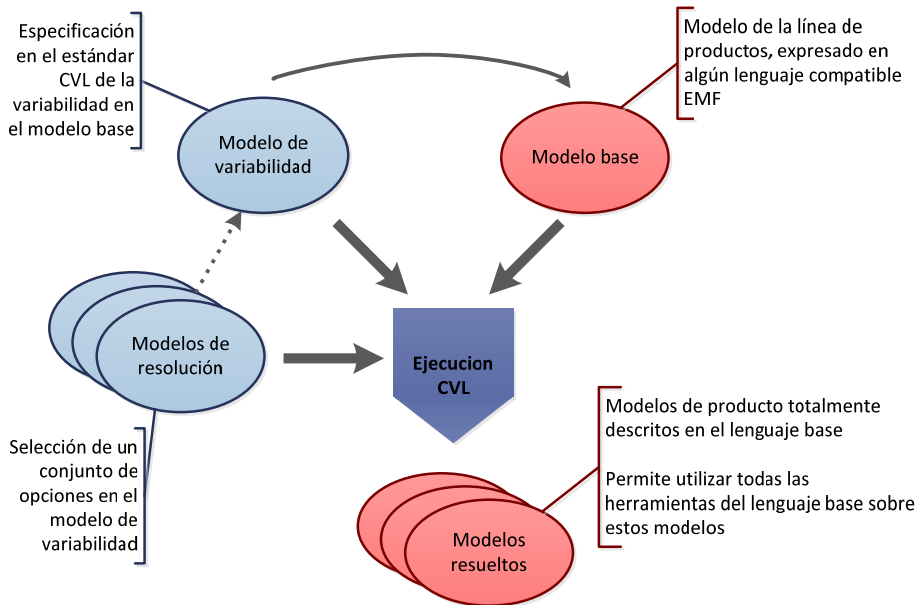 Especificación
en el estándar
CVL de la
variabilidad en
el modelo base
Modelo de la línea de
productos, expresado en
algún lenguaje compatible
EMF
Modelo de
variabilidad
Modelo base
Modelos de
resolución
Ejecucion
CVL
Selección de un
conjunto de
opciones en el
modelo de
variabilidad
Modelos de producto totalmente
descritos en el lenguaje base
Permite utilizar todas las
herramientas del lenguaje base sobre
estos modelos
Modelos
resueltos